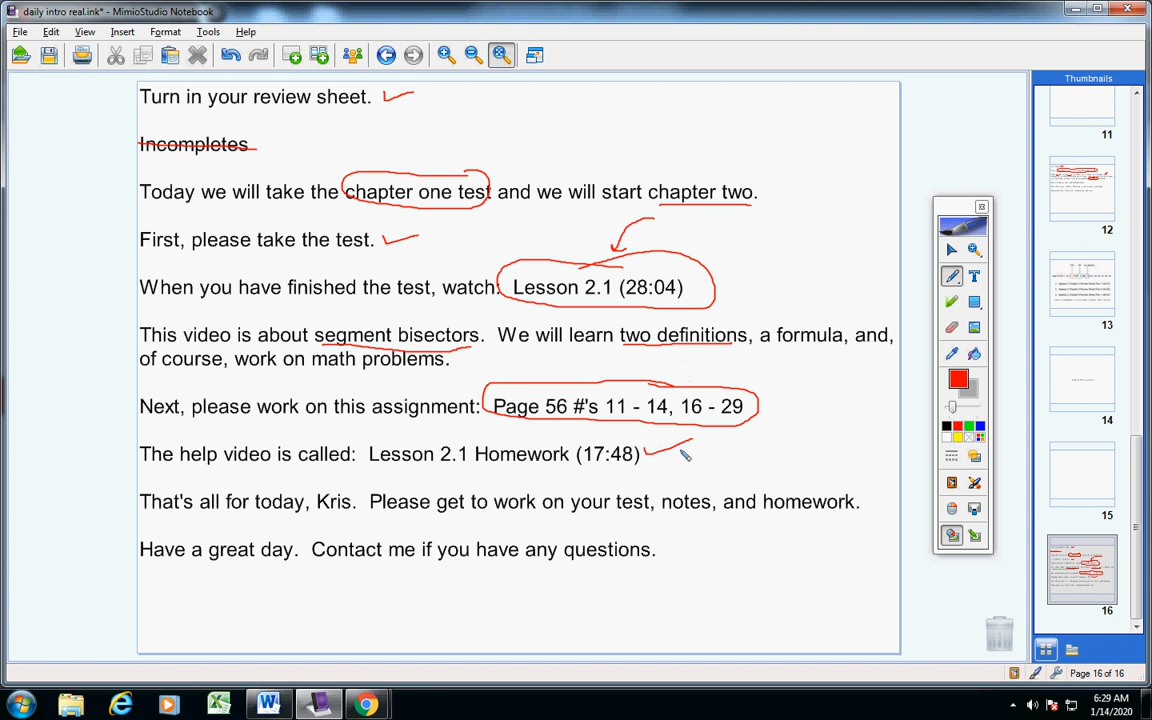 daily intro real.ink* - MimioStudio Notebook
File Edit View Insert Format Tools Help
Turn in your review sheet.
Incompletes
Today we will take the chapter one test and we will start chapter two.
First, please take the test.
When you have finished the test, watch: Lesson 2.1 (28:04)
This video is about segment bisectors. We will learn two definitions, a formula, and,
of course, work on math problems.
Next, please work on this assignment: Page 56 #'s 11 - 14, 16 - 29
The help video is called: Lesson 2.1 Homework (17:48)
That's all for today, Kris. Please get to work on your test, notes, and homework.
Have a great day. Contact me if you have any questions.
T
Thumbnails
11
12
13
14
15
16
Page 16 of 16
W
6:29 AM
1/14/2020